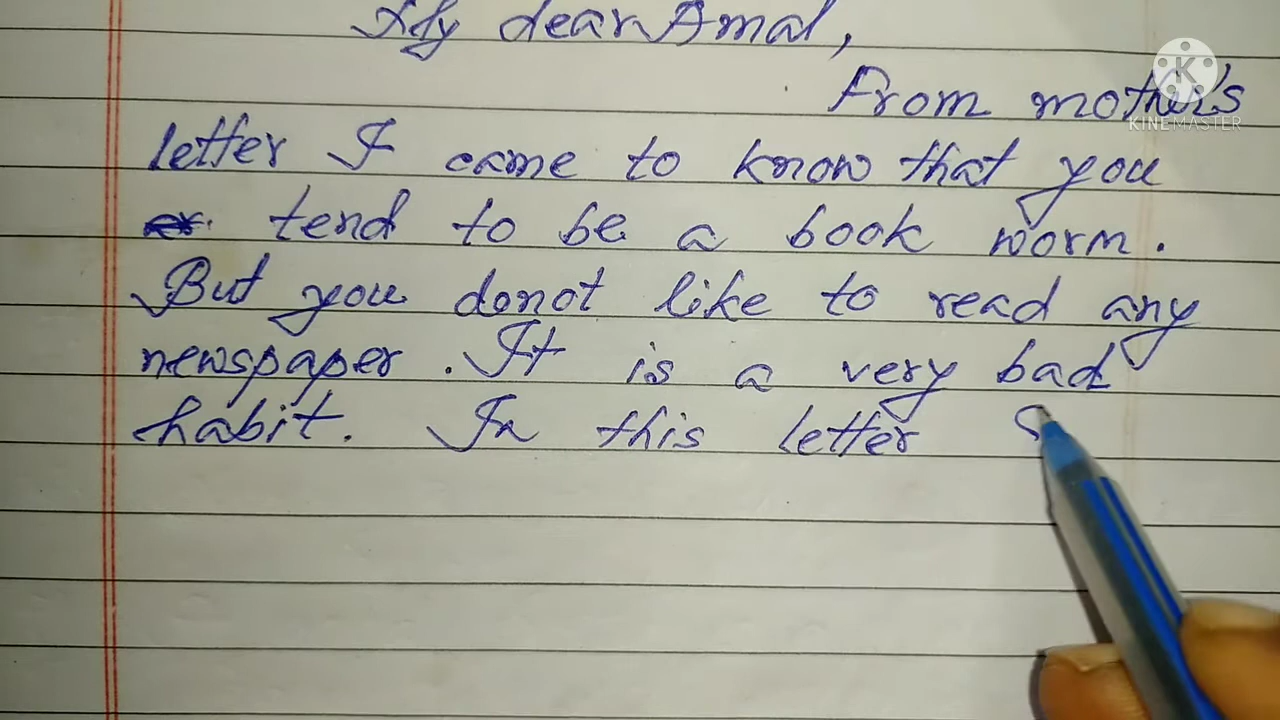 My dear Amal,
From mother's
letter I came to know that you
tend to be a book worm.
But you donot like to read any
newspaper. It is a very bad
habit. In this letter
K
KINEMASTER